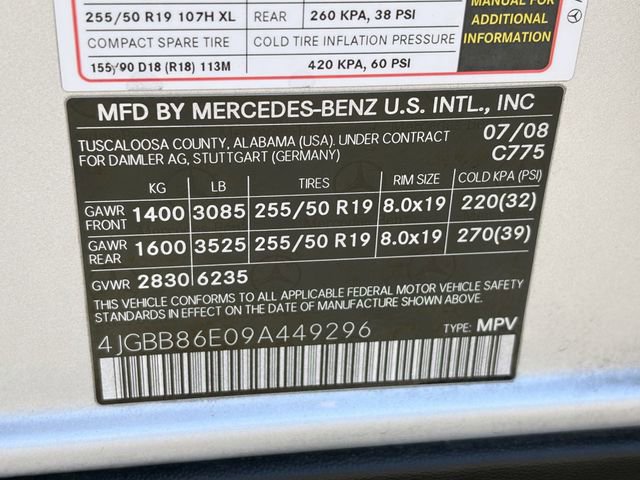 255/50 R19 107H XL REAR 260 KPA, 38 PSI
MANUAL FOR
ADDITIONAL
INFORMATION
COMPACT SPARE TIRE COLD TIRE INFLATION PRESSURE
155/90 D18 (R18) 113M 420 KPA, 60 PSI
MFD BY MERCEDES-BENZ U.S. INTL., INC
TUSCALOOSA COUNTY, ALABAMA (USA). UNDER CONTRACT 07/08
FOR DAIMLER AG, STUTTGART (GERMANY) C775
KG LB TIRES RIM SIZE COLD KPA (PSI)
GAWR FRONT 1400 3085 255/50 R19 8.0x19 220(32)
GAWR REAR 1600 3525 255/50 R19 8.0x19 270(39)
GVWR 2830 6235
THIS VEHICLE CONFORMS TO ALL APPLICABLE FEDERAL MOTOR VEHICLE SAFETY
STANDARDS IN EFFECT ON THE DATE OF MANUFACTURE SHOWN ABOVE.
4JGBB86E09A449296 TYPE: MPV